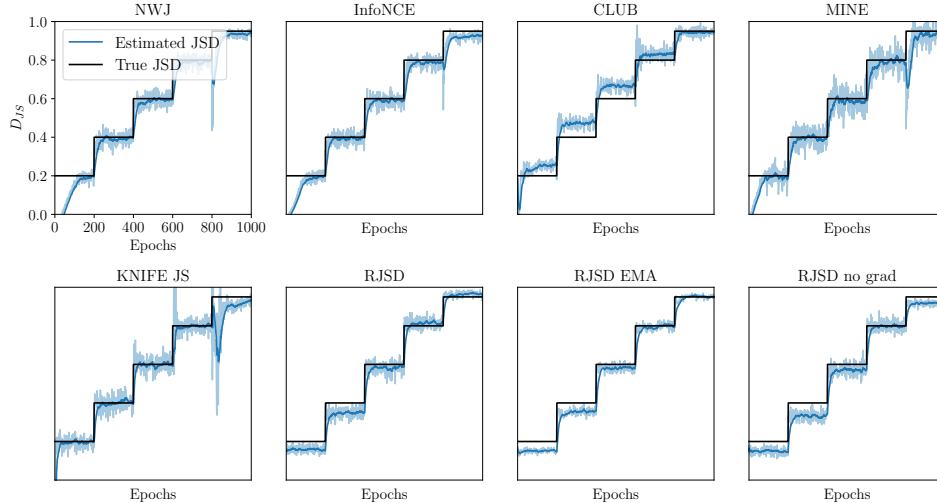 NWJ
InfoNCE
CLUB
MINE
Estimated JSD
True JSD
1.0
0.8
0.6
0.4
0.2
0.0
D_{JS}
0 200 400 600 800 1000
Epochs
Epochs
Epochs
Epochs
KNIFE JS
RJSD
RJSD EMA
RJSD no grad
Epochs
Epochs
Epochs
Epochs